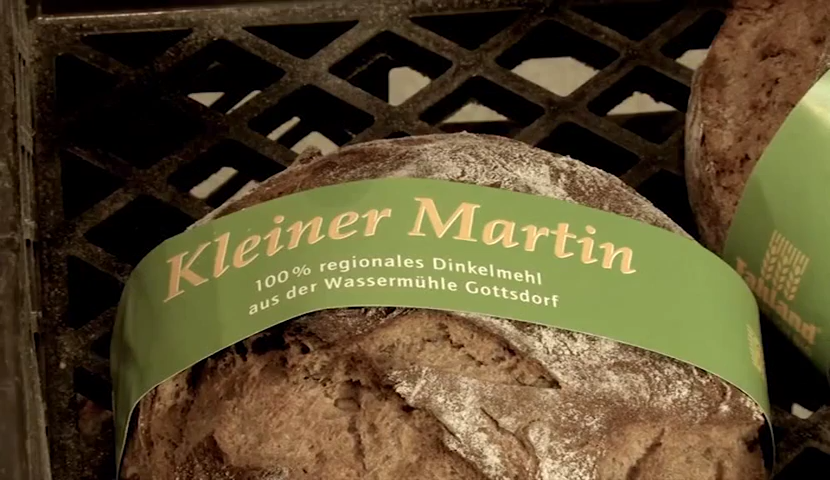 Kleiner Martin
100% regionales Dinkelmehl
aus der Wassermühle Gottsdorf